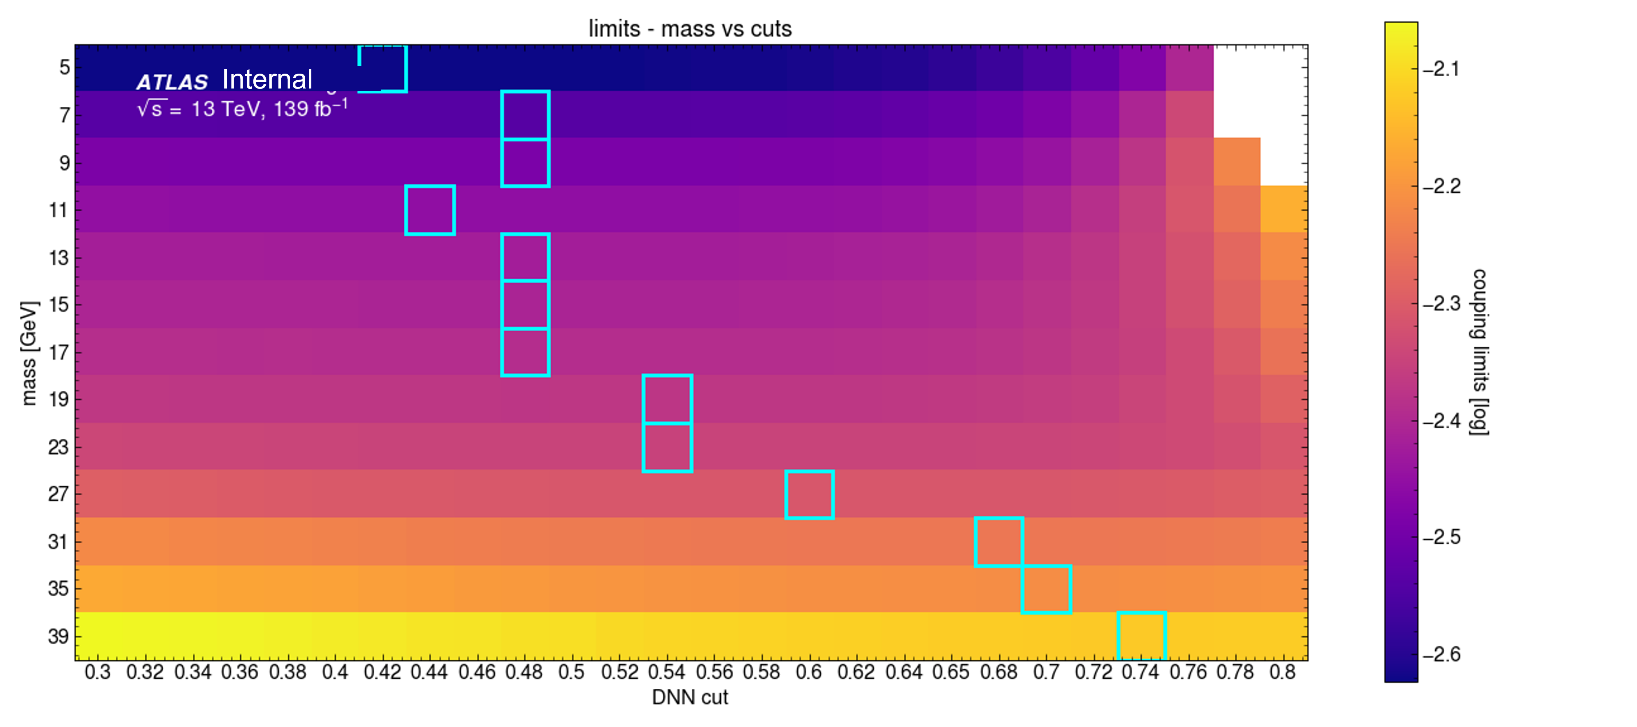 limits - mass vs cuts
ATLAS Internal
√s = 13 TeV, 139 fb⁻¹
mass [GeV]
5
7
9
11
13
15
17
19
23
27
31
35
39
0.3 0.32 0.34 0.36 0.38 0.4 0.42 0.44 0.46 0.48 0.5 0.52 0.54 0.56 0.58 0.6 0.62 0.64 0.65 0.68 0.7 0.72 0.74 0.76 0.78 0.8
DNN cut
−2.1
−2.2
−2.3
−2.4
−2.5
−2.6
couping limits [log]